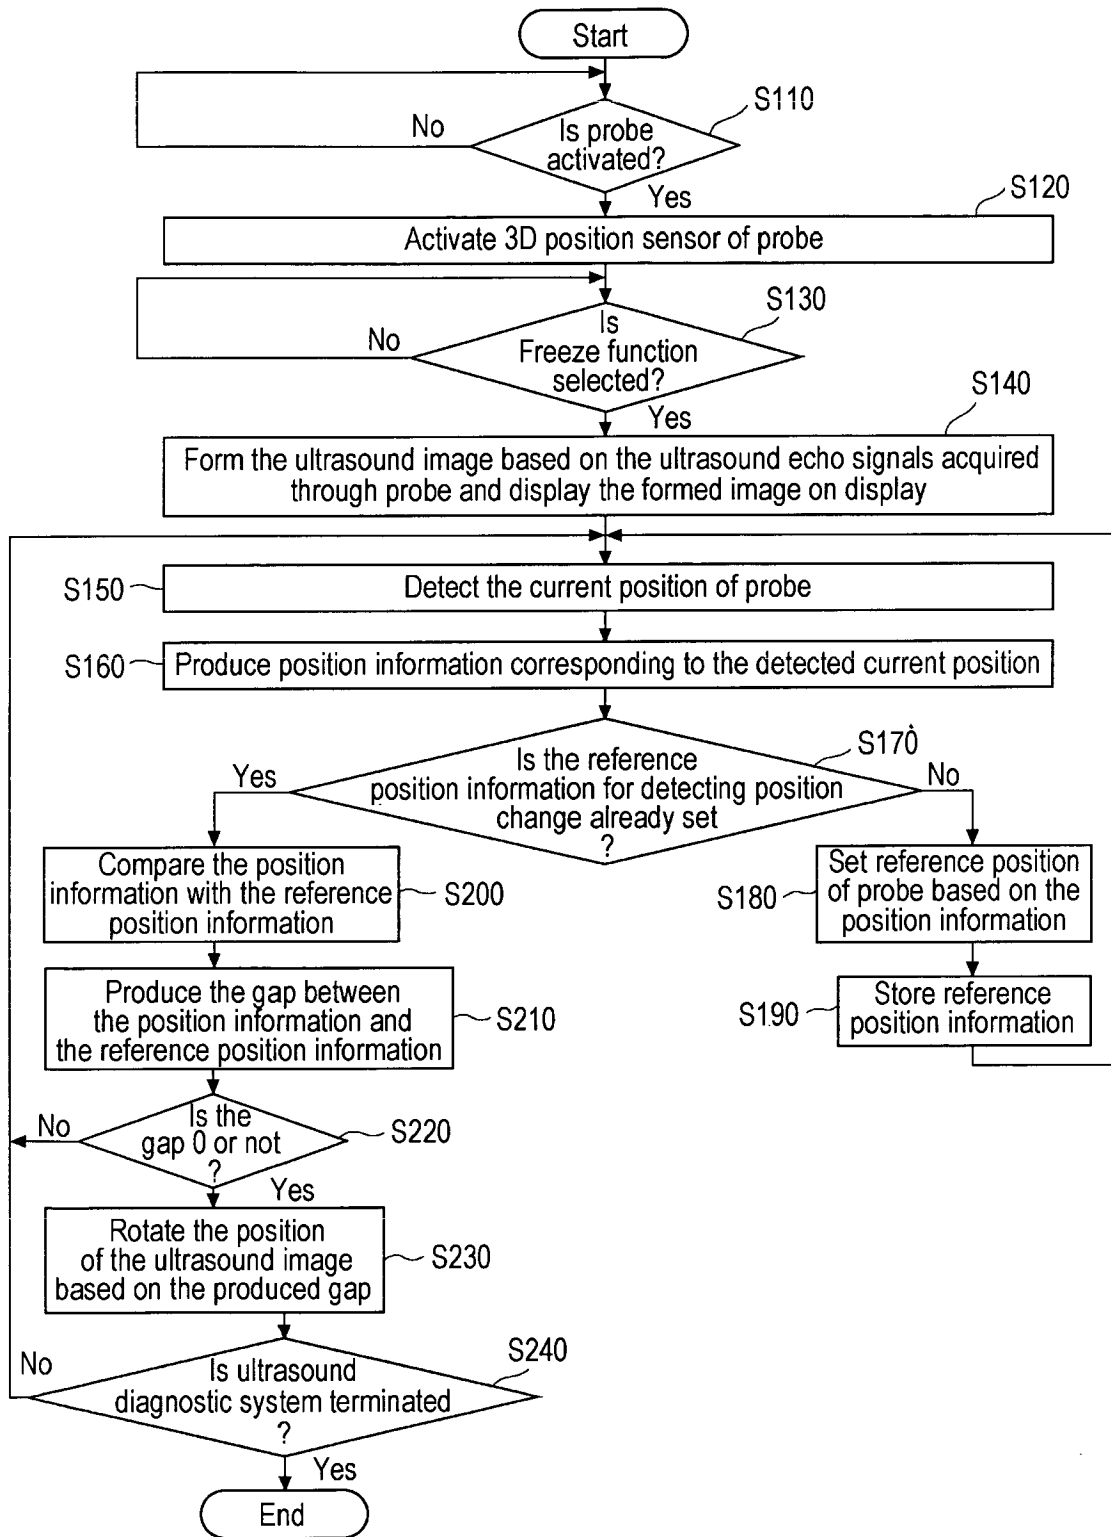 Start
S110
No
Is probe
activated?
Yes
S120
Activate 3D position sensor of probe
S130
No
Is
Freeze function
selected?
Yes
S140
Form the ultrasound image based on the ultrasound echo signals acquired
through probe and display the formed image on display
S150
Detect the current position of probe
S160
Produce position information corresponding to the detected current position
S170
Yes
Is the reference
position information for detecting position
change already set
?
No
Compare the position
information with the reference
position information
S200
S180
Set reference position
of probe based on the
position information
Produce the gap between
the position information and
the reference position information
S210
S190
Store reference
position information
No
Is the
gap 0 or not
?
S220
Yes
Rotate the position
of the ultrasound image
based on the produced gap
S230
No
Is ultrasound
diagnostic system terminated
?
S240
Yes
End